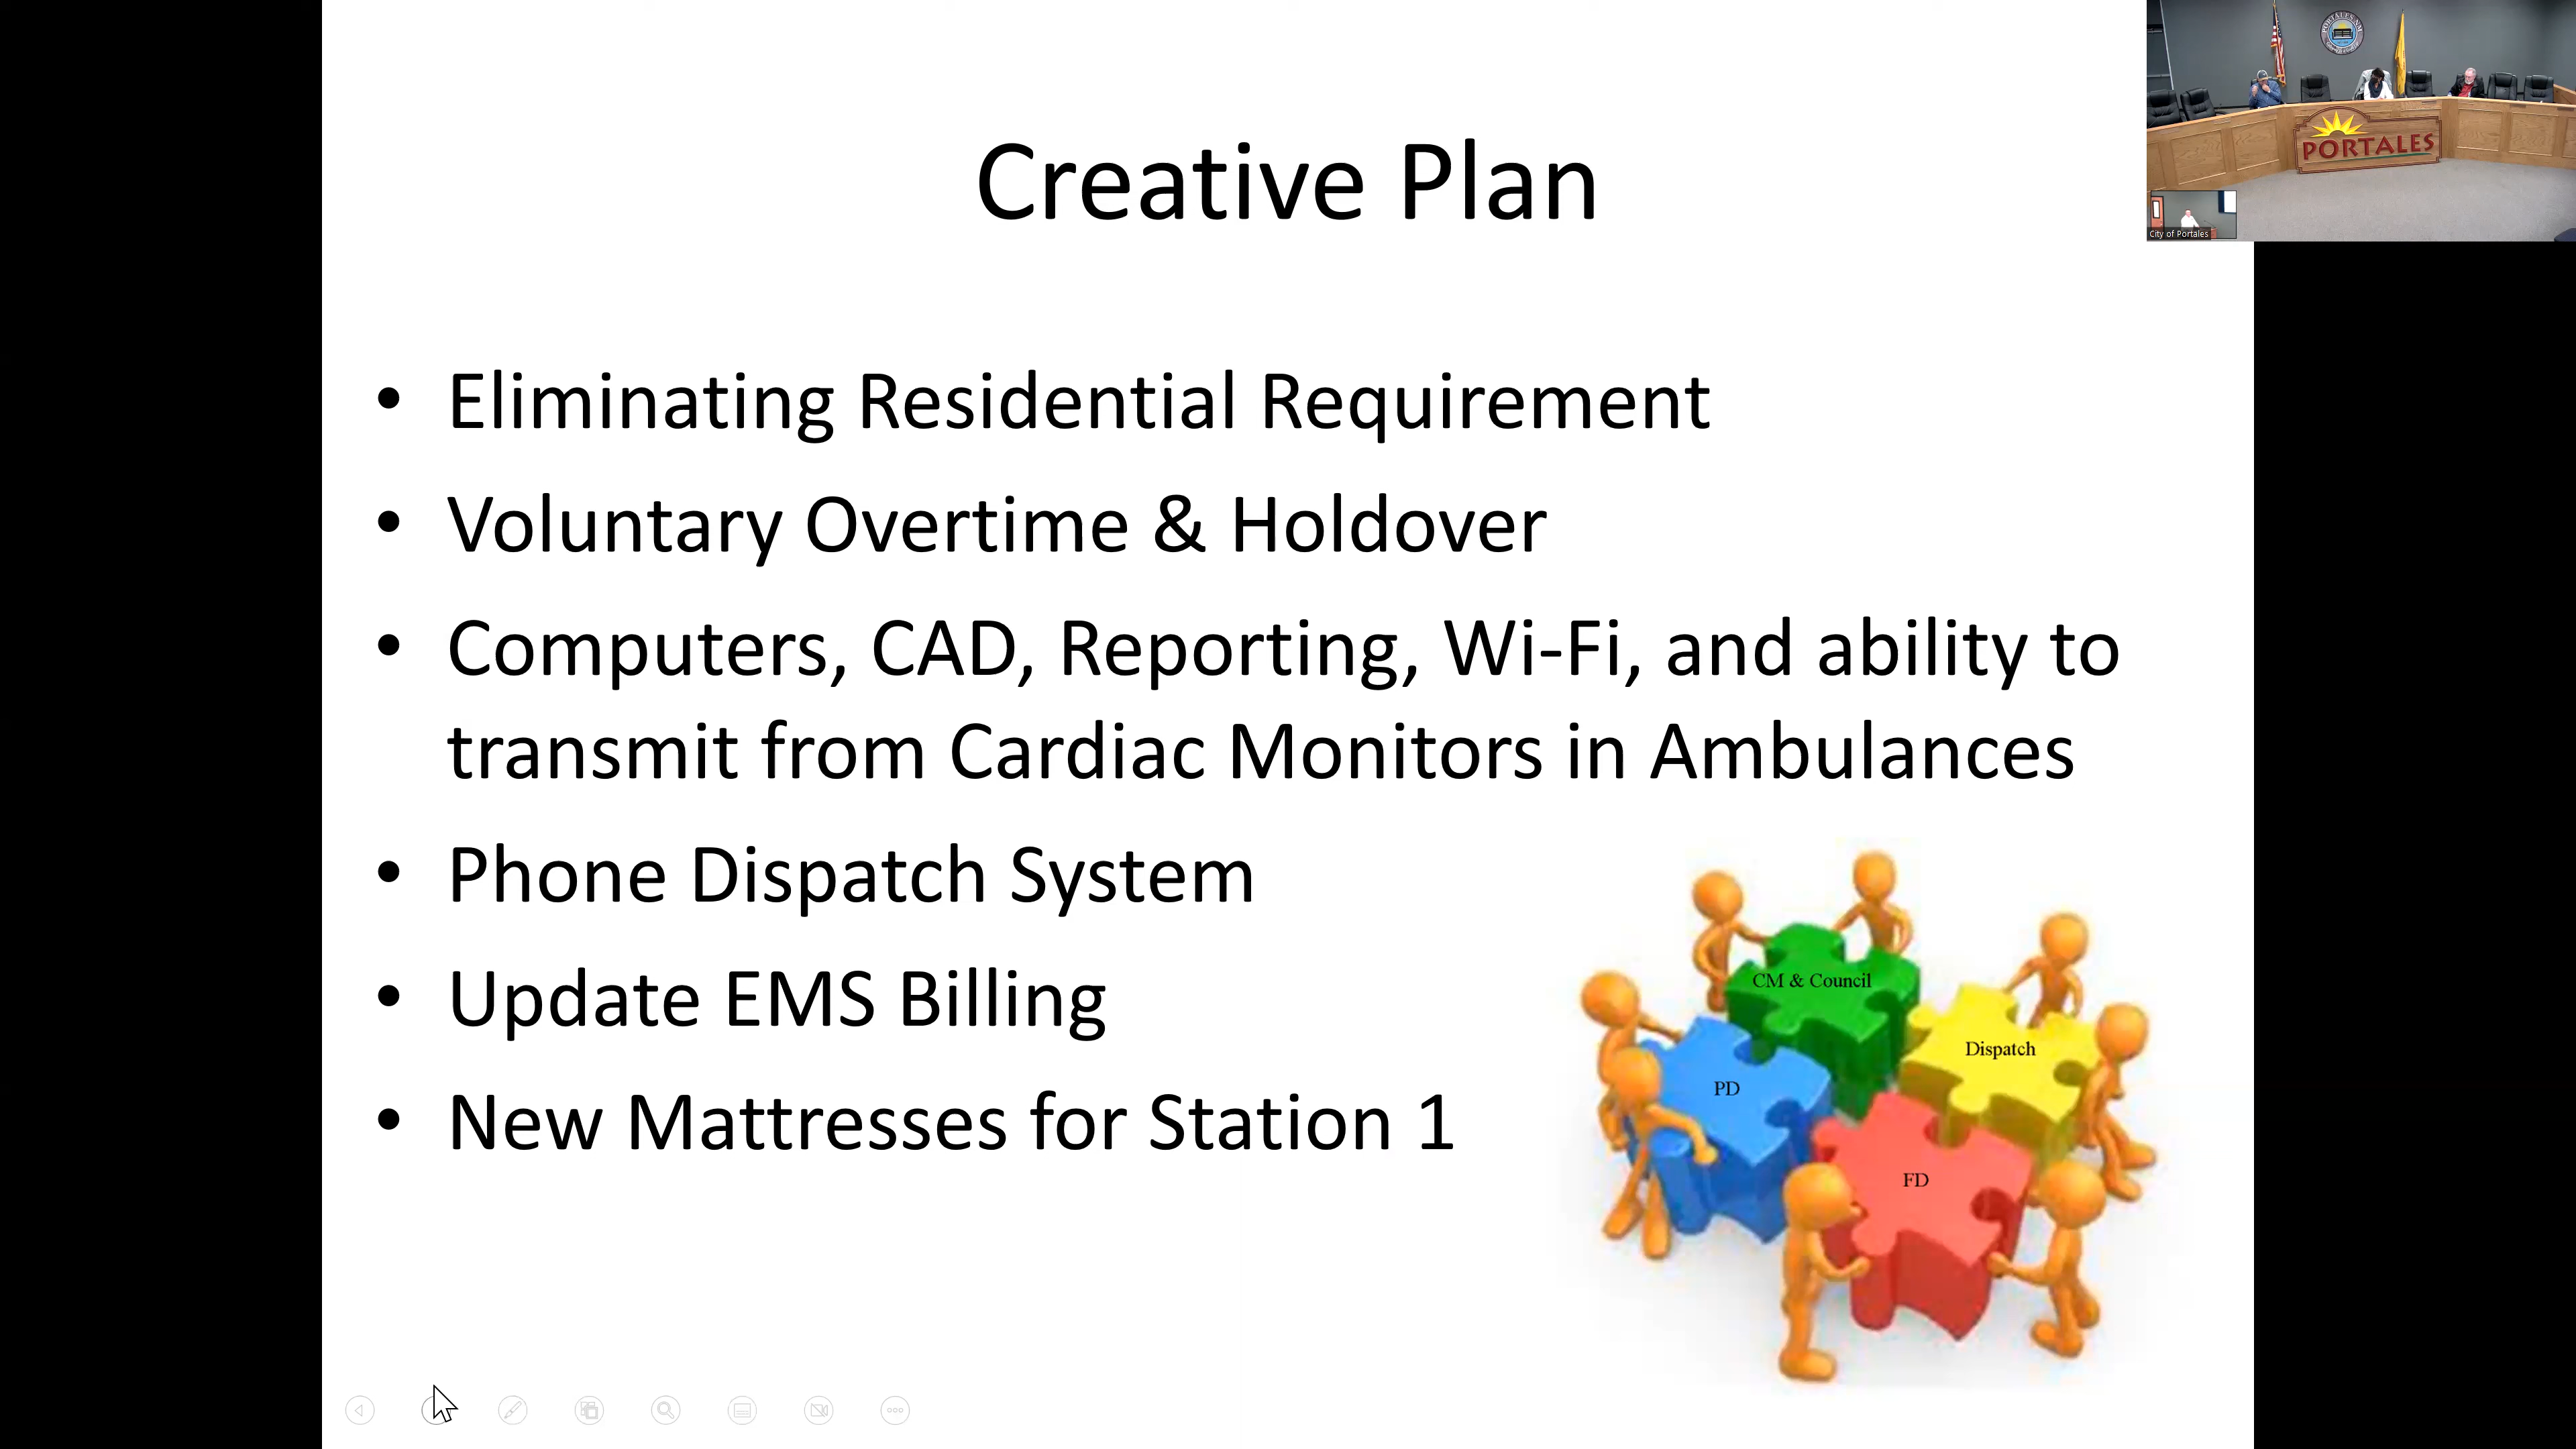 Creative Plan
• Eliminating Residential Requirement
• Voluntary Overtime & Holdover
• Computers, CAD, Reporting, Wi-Fi, and ability to
transmit from Cardiac Monitors in Ambulances
• Phone Dispatch System
• Update EMS Billing
• New Mattresses for Station 1
CM & Council
Dispatch
PD
FD
PORTALES
City of Portales